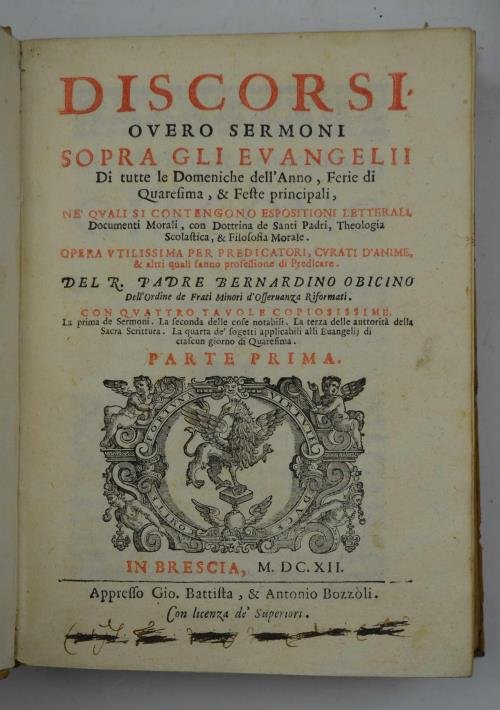 DISCORSI.
OVERO SERMONI
SOPRA GLI EVANGELII
Di tutte le Domeniche dell'Anno, Ferie di
Quaresima, & Feste principali,
NE' QVALI SI CONTENGONO ESPOSITIONI LETTERALI,
Documenti Morali, con Dottrina de Santi Padri, Theologia
Scolastica, & Filosofia Morale.
OPERA VTILISSIMA PER PREDICATORI, CVRATI D'ANIME,
& altri quali fanno professione di Predicare.
DEL R. PADRE BERNARDINO OBICINO
Dell'Ordine de Frati Minori d'Osseruanza Riformati.
CON QVATTRO TAVOLE COPIOSISSIME.
La prima de Sermoni. La seconda delle cose notabili. La terza delle auttorità della
Sacra Scrittura. La quarta de' sogetti applicabili alli Euangelij di
ciascun giorno di Quaresima.
PARTE PRIMA.
VIRTVTE DVCE COMITE FORTVNA
IN BRESCIA, M. DC. XII.
Appresso Gio. Battista, & Antonio Bozzòli.
Con licenza de' Superiori.